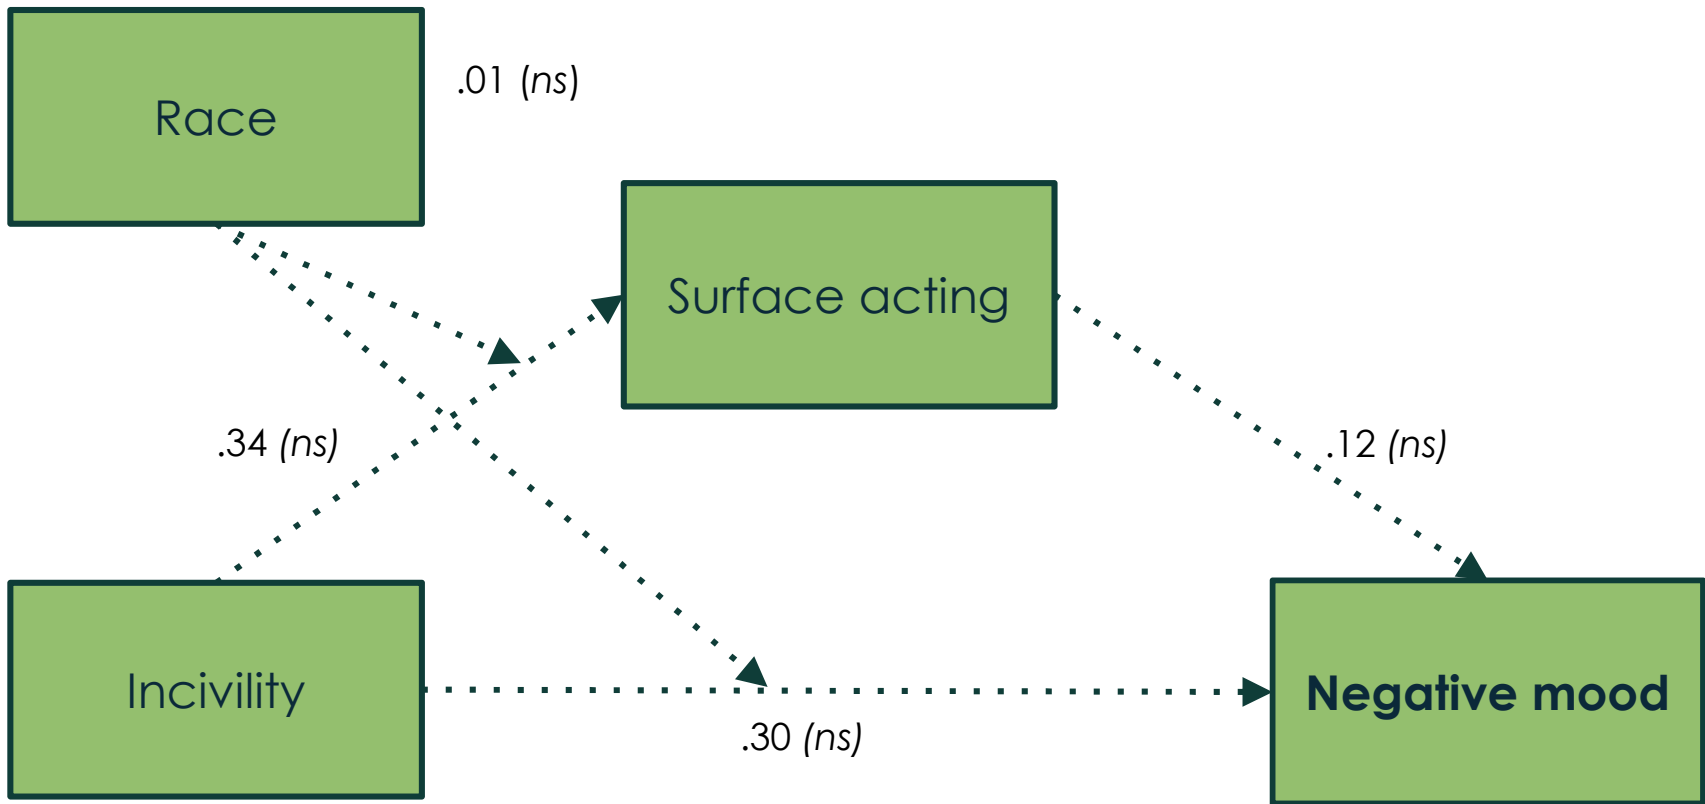 Race
.01 (ns)
Surface acting
.34 (ns)
.12 (ns)
Incivility
Negative mood
.30 (ns)